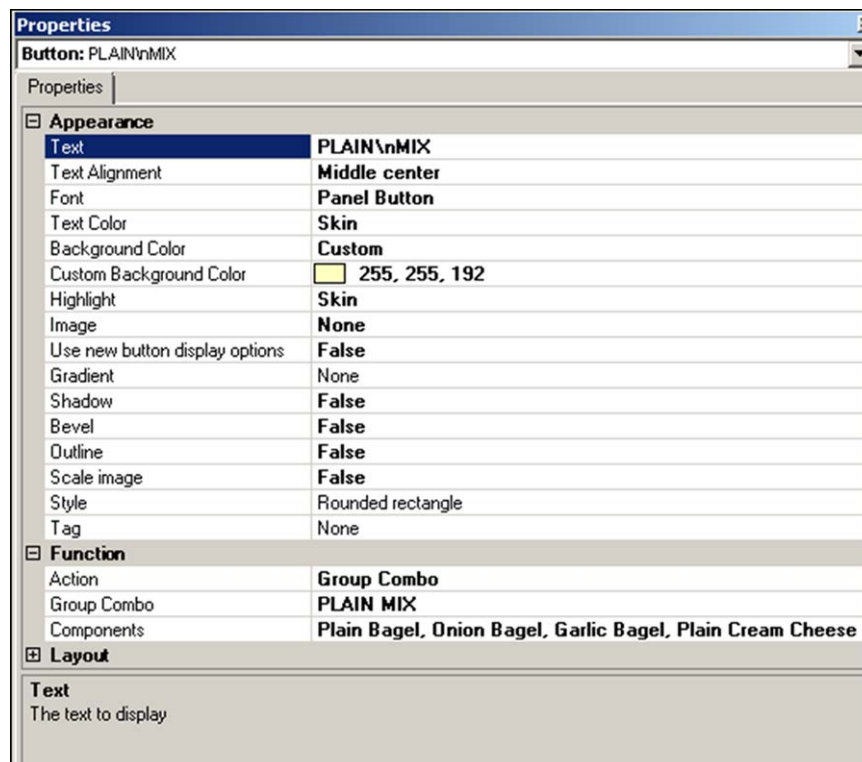 Properties
Button: PLAIN\nMIX
Properties
Appearance
Text PLAIN\nMIX
Text Alignment Middle center
Font Panel Button
Text Color Skin
Background Color Custom
Custom Background Color 255, 255, 192
Highlight Skin
Image None
Use new button display options False
Gradient None
Shadow False
Bevel False
Outline False
Scale image False
Style Rounded rectangle
Tag None
Function
Action Group Combo
Group Combo PLAIN MIX
Components Plain Bagel, Onion Bagel, Garlic Bagel, Plain Cream Cheese
Layout
Text
The text to display